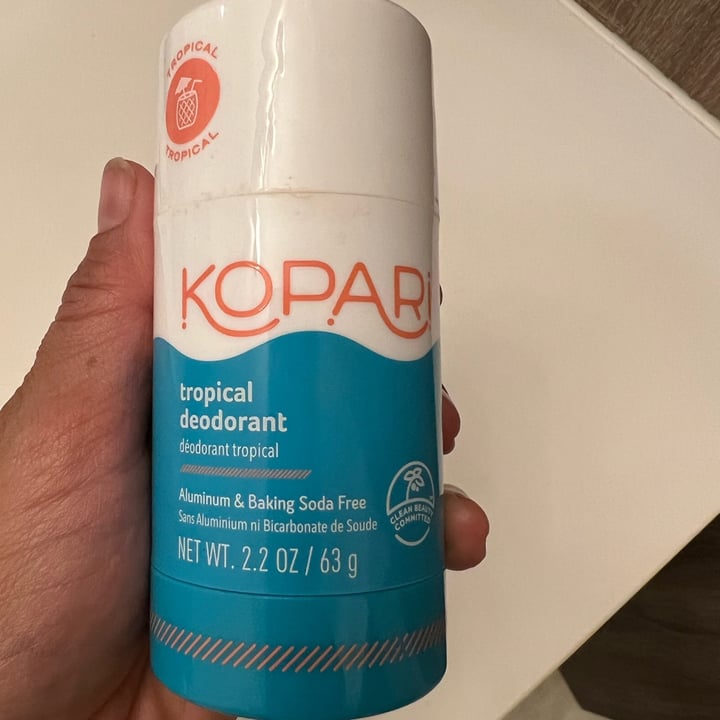 TROPICAL
TROPICAL
KOPARi
tropical
deodorant
déodorant tropical
Aluminum & Baking Soda Free
Sans Aluminium ni Bicarbonate de Soude
NET WT. 2.2 OZ / 63 g
CLEAN BEAUTY
COMMITTED